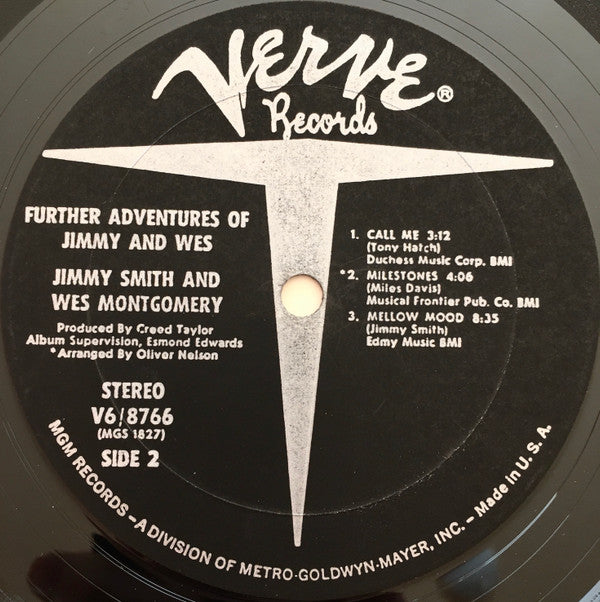 VERVE®
Records
FURTHER ADVENTURES OF
JIMMY AND WES
JIMMY SMITH AND
WES MONTGOMERY
Produced By Creed Taylor
Album Supervision, Esmond Edwards
*Arranged By Oliver Nelson
STEREO
V6/8766
(MGS 1827)
SIDE 2
1. CALL ME 3:12
(Tony Hatch)
Duchess Music Corp. BMI
*2. MILESTONES 4:06
(Miles Davis)
Musical Frontier Pub. Co. BMI
3. MELLOW MOOD 8:35
(Jimmy Smith)
Edmy Music BMI
MGM RECORDS – A DIVISION OF METRO-GOLDWYN-MAYER, INC. – Made in U. S. A.